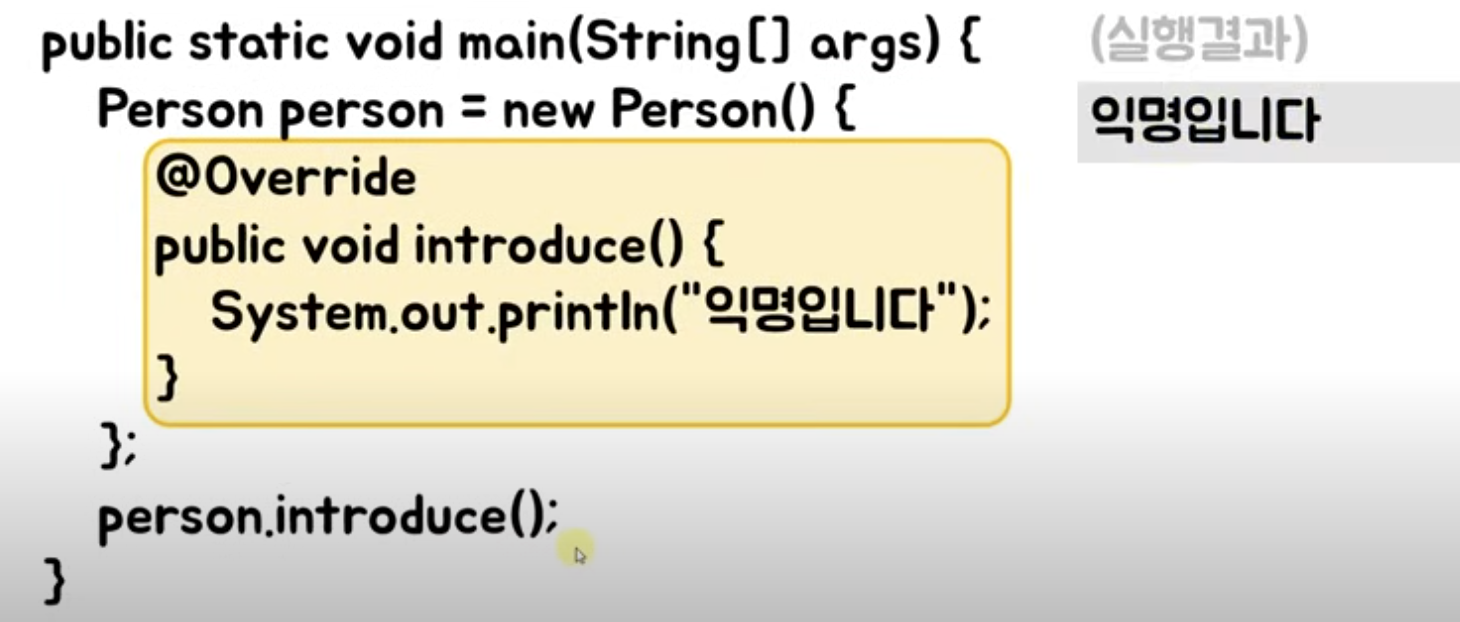 public static void main(String[] args) {
(실행결과)
Person person = new Person() {
익명입니다
@Override
public void introduce() {
System.out.println("익명입니다");
}
};
person.introduce();
}